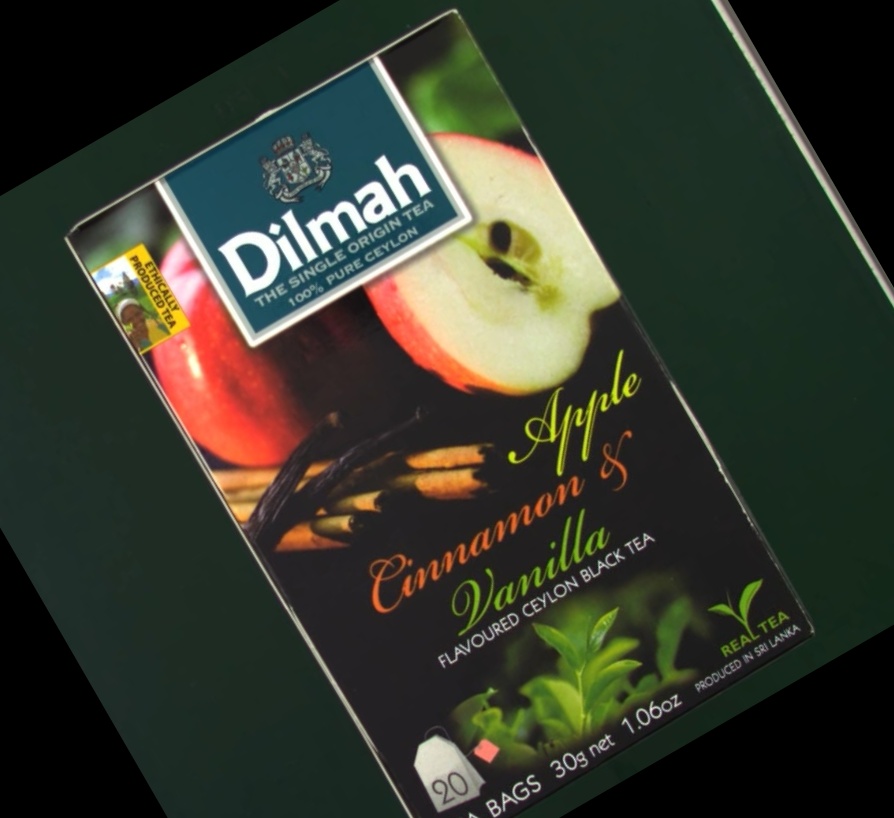 Dilmah
THE SINGLE ORIGIN TEA
100% PURE CEYLON
ETHICALLY
PRODUCED TEA
Apple
Cinnamon &
Vanilla
FLAVOURED CEYLON BLACK TEA
REAL TEA
PRODUCED IN SRI LANKA
20
BAGS 30g net 1.06oz